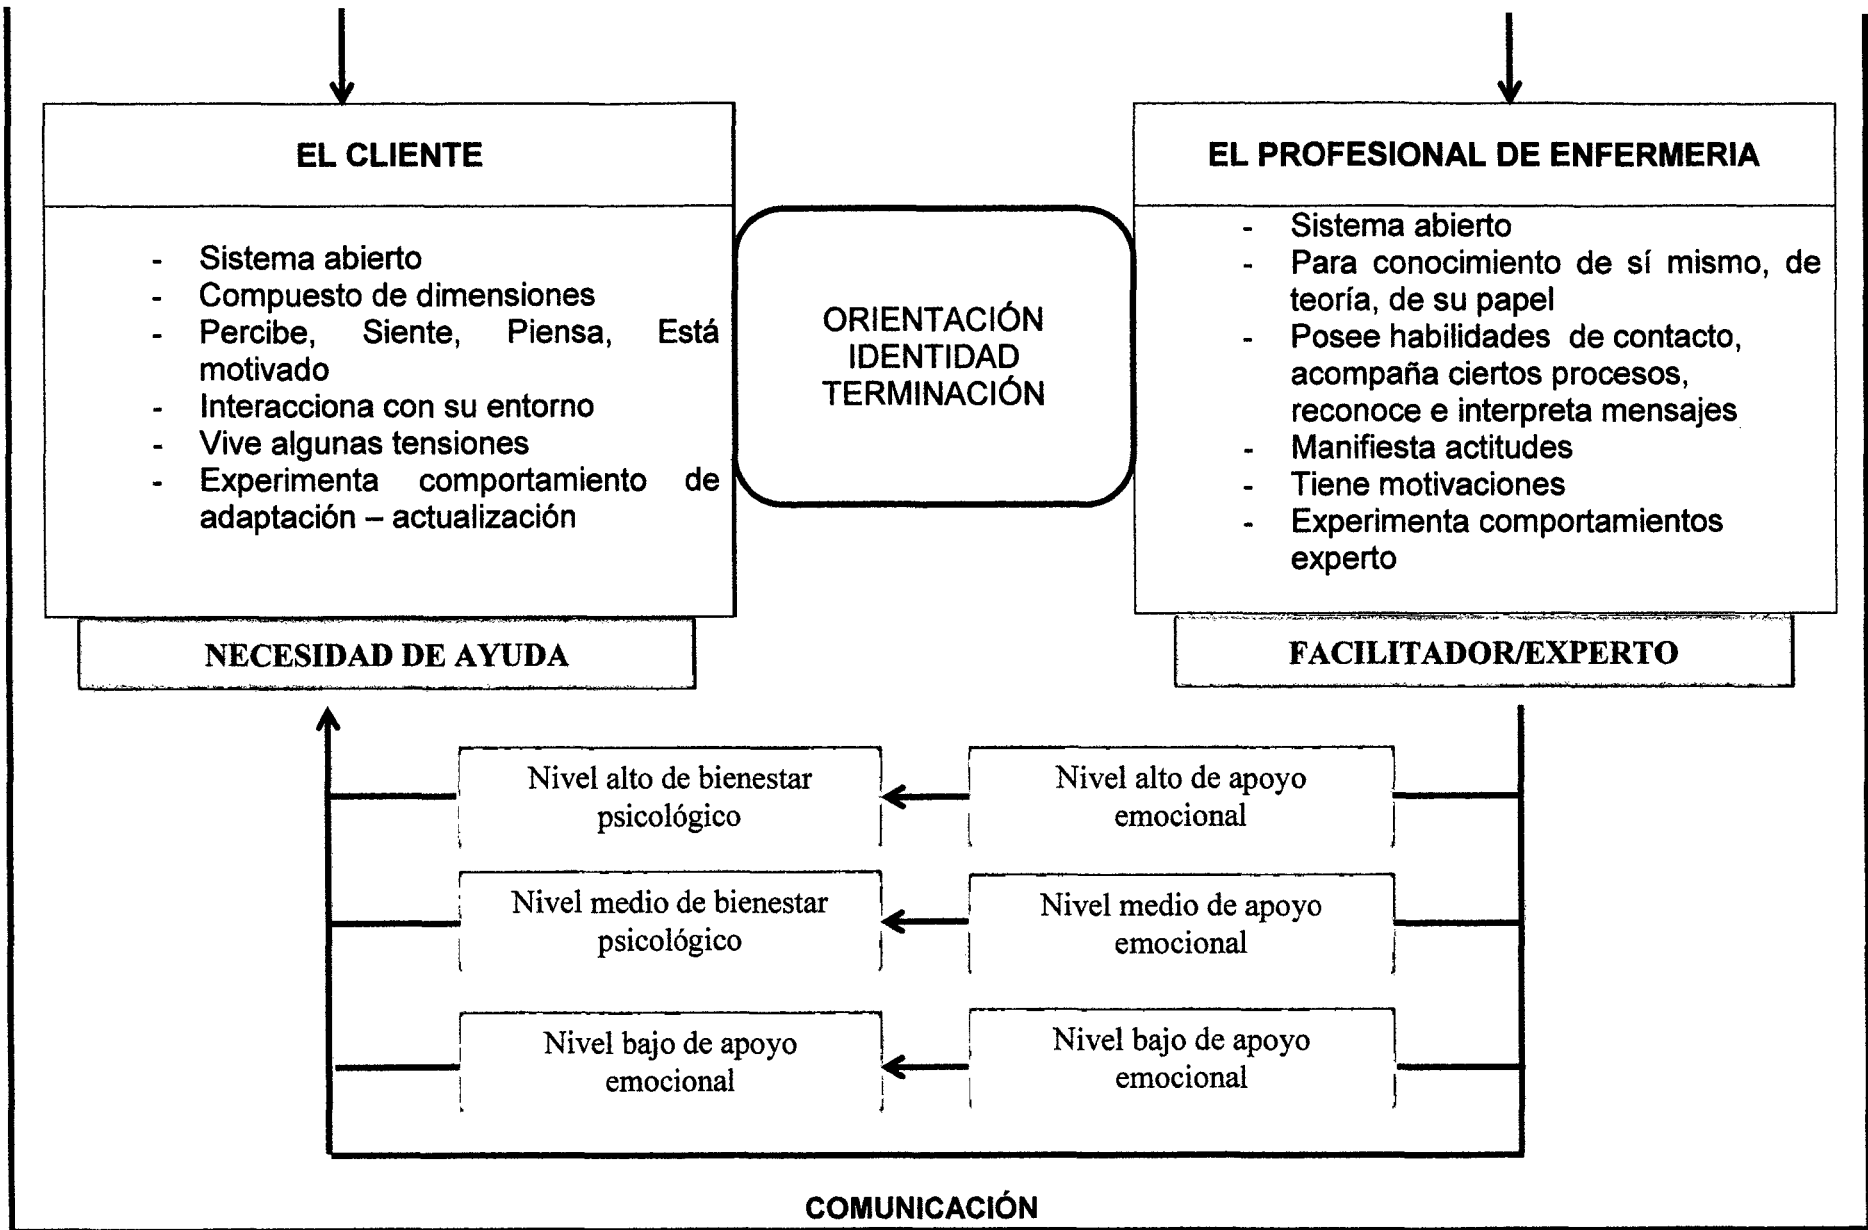 EL CLIENTE
- Sistema abierto
- Compuesto de dimensiones
- Percibe, Siente, Piensa, Está
motivado
- Interacciona con su entorno
- Vive algunas tensiones
- Experimenta comportamiento de
adaptación – actualización
NECESIDAD DE AYUDA
ORIENTACIÓN
IDENTIDAD
TERMINACIÓN
EL PROFESIONAL DE ENFERMERIA
- Sistema abierto
- Para conocimiento de sí mismo, de
teoría, de su papel
- Posee habilidades de contacto,
acompaña ciertos procesos,
reconoce e interpreta mensajes
- Manifiesta actitudes
- Tiene motivaciones
- Experimenta comportamientos
experto
FACILITADOR/EXPERTO
Nivel alto de bienestar
psicológico
Nivel alto de apoyo
emocional
Nivel medio de bienestar
psicológico
Nivel medio de apoyo
emocional
Nivel bajo de apoyo
emocional
Nivel bajo de apoyo
emocional
COMUNICACIÓN